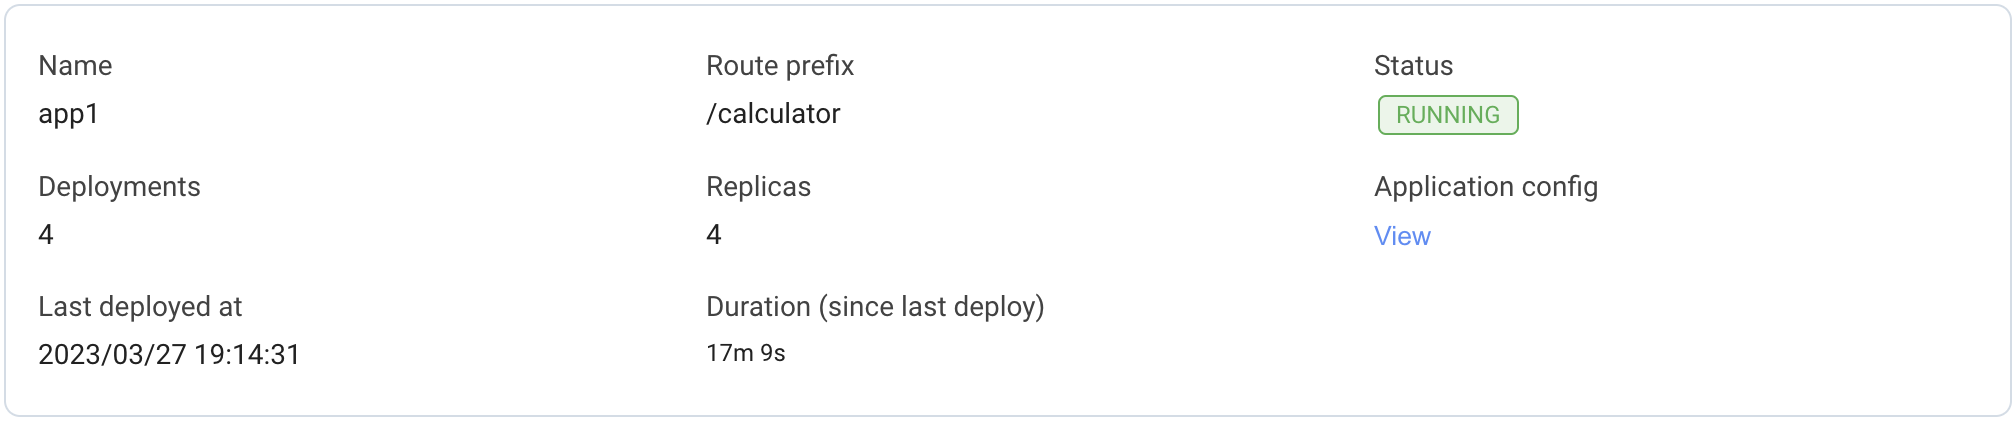 Name
Route prefix
Status
app1
/calculator
RUNNING
Deployments
Replicas
Application config
4
4
View
Last deployed at
Duration (since last deploy)
2023/03/27 19:14:31
17m 9s